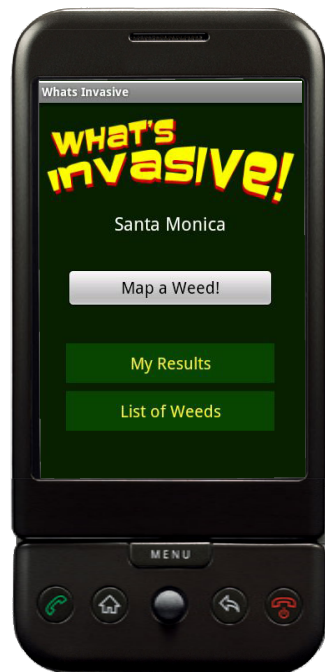 Whats Invasive
WHAT'S
INVASIVE!
Santa Monica
Map a Weed!
My Results
List of Weeds
MENU